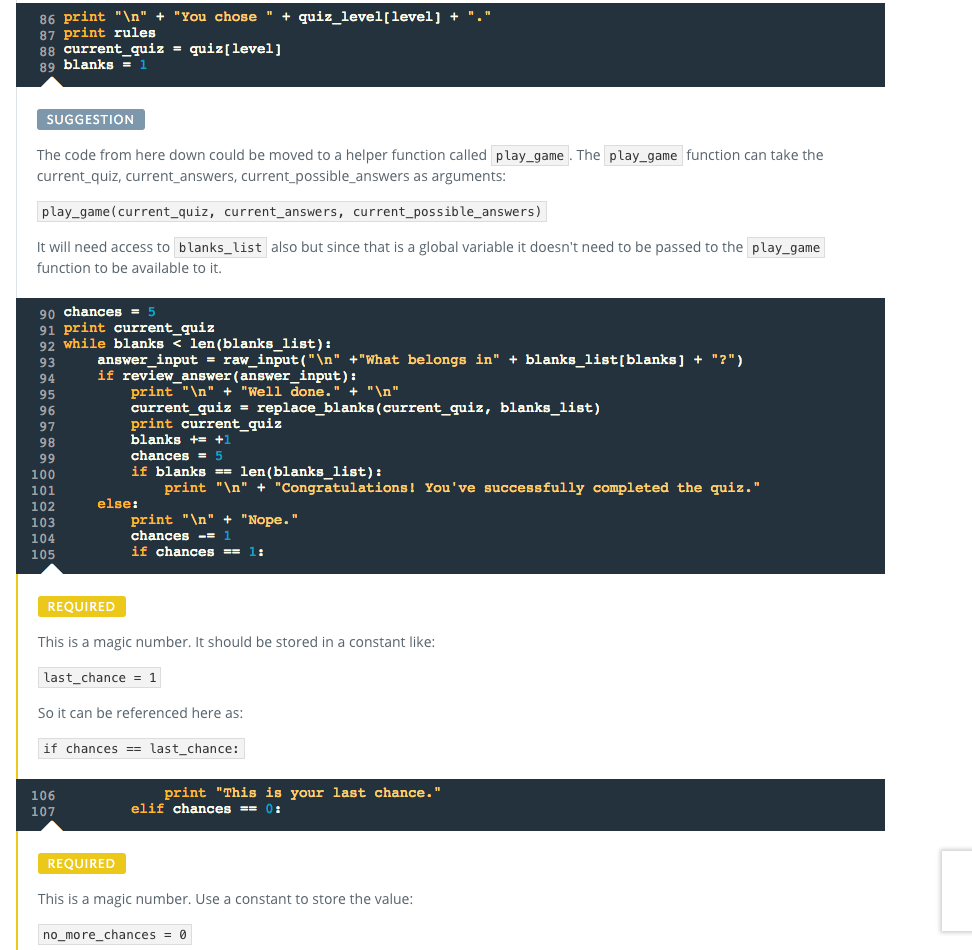 86 print "\n" + "You chose " + quiz_level[level] + "."
87 print rules
88 current_quiz = quiz[level]
89 blanks = 1
SUGGESTION
The code from here down could be moved to a helper function called play_game. The play_game function can take the
current_quiz, current_answers, current_possible_answers as arguments:
play_game(current_quiz, current_answers, current_possible_answers)
It will need access to blanks_list also but since that is a global variable it doesn't need to be passed to the play_game
function to be available to it.
90 chances = 5
91 print current_quiz
92 while blanks < len(blanks_list):
93     answer_input = raw_input("\n" +"What belongs in" + blanks_list[blanks] + "?")
94     if review_answer(answer_input):
95         print "\n" + "Well done." + "\n"
96         current_quiz = replace_blanks(current_quiz, blanks_list)
97         print current_quiz
98         blanks += +1
99         chances = 5
100         if blanks == len(blanks_list):
101             print "\n" + "Congratulations! You've successfully completed the quiz."
102     else:
103         print "\n" + "Nope."
104         chances -= 1
105         if chances == 1:
REQUIRED
This is a magic number. It should be stored in a constant like:
last_chance = 1
So it can be referenced here as:
if chances == last_chance:
106             print "This is your last chance."
107         elif chances == 0:
REQUIRED
This is a magic number. Use a constant to store the value:
no_more_chances = 0